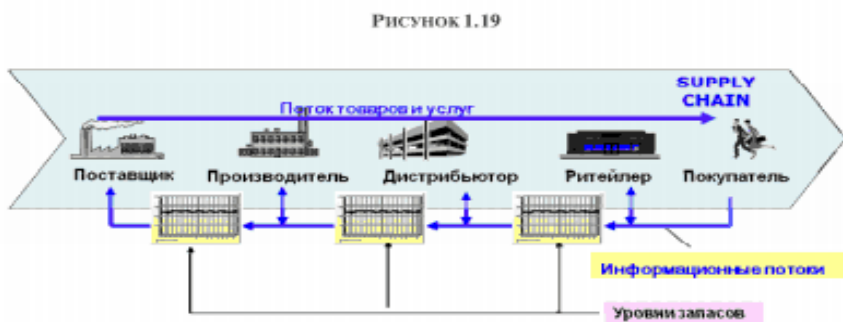 Рисунок 1.19
SUPPLY
CHAIN
Поток товаров и услуг
Поставщик
Производитель
Дистрибьютор
Ритейлер
Покупатель
Информационные потоки
Уровни запасов